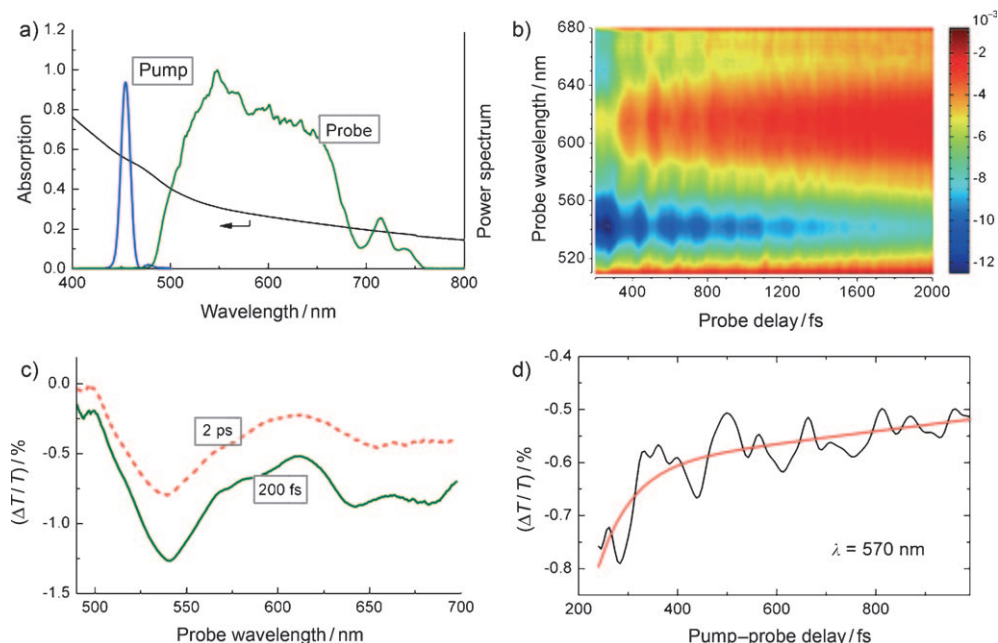 a)
Absorption
1.2
1.0
0.8
0.6
0.4
0.2
0.0
Pump
Probe
Power spectrum
400 500 600 700 800
Wavelength / nm
b)
Probe wavelength / nm
680
640
600
560
520
400 800 1200 1600 2000
Probe delay / fs
10⁻³
-2
-4
-6
-8
-10
-12
c)
(ΔT / T) / %
0.0
-0.5
-1.0
-1.5
2 ps
200 fs
500 550 600 650 700
Probe wavelength / nm
d)
(ΔT / T) / %
-0.4
-0.5
-0.6
-0.7
-0.8
λ = 570 nm
200 400 600 800
Pump–probe delay / fs